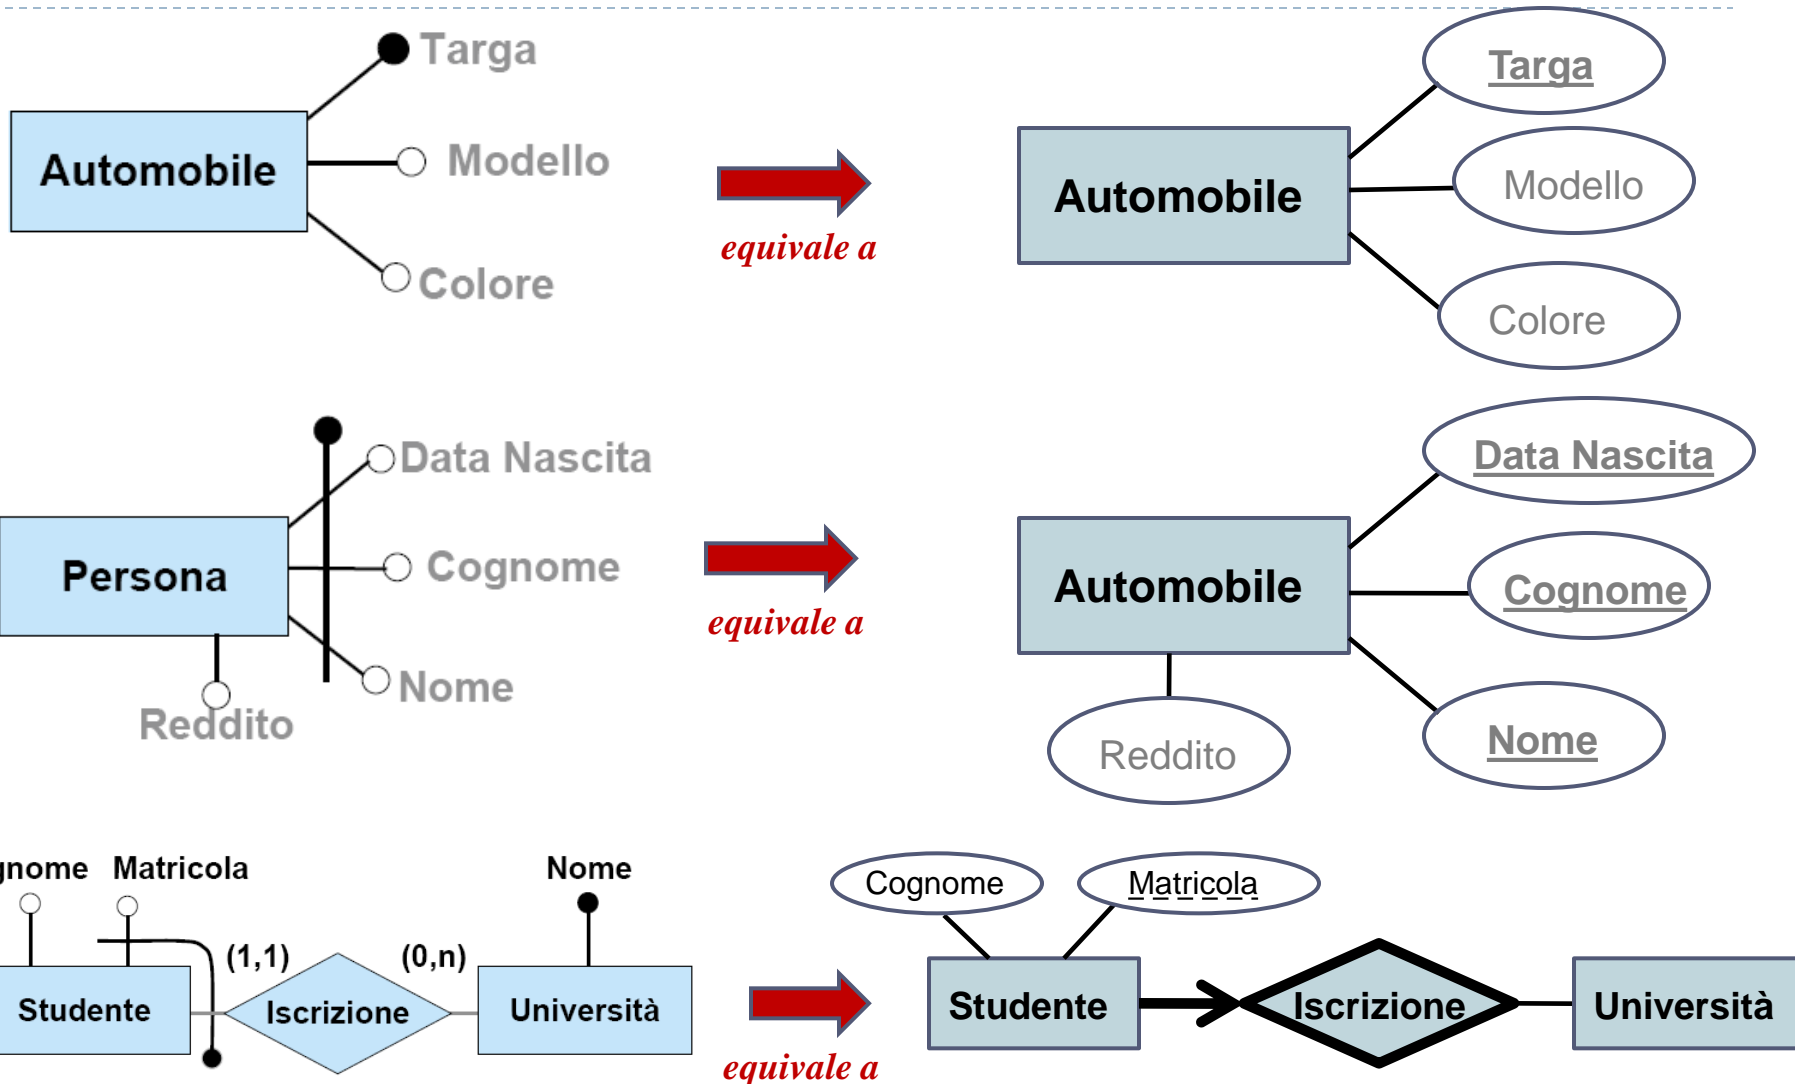 Targa
Automobile
Modello
Colore
equivale a
Targa
Automobile
Modello
Colore
Data Nascita
Persona
Cognome
Nome
Reddito
equivale a
Data Nascita
Automobile
Cognome
Nome
Reddito
gnome Matricola
Nome
(1,1)
(0,n)
Studente
Iscrizione
Università
equivale a
Cognome
Matricola
Studente
Iscrizione
Università